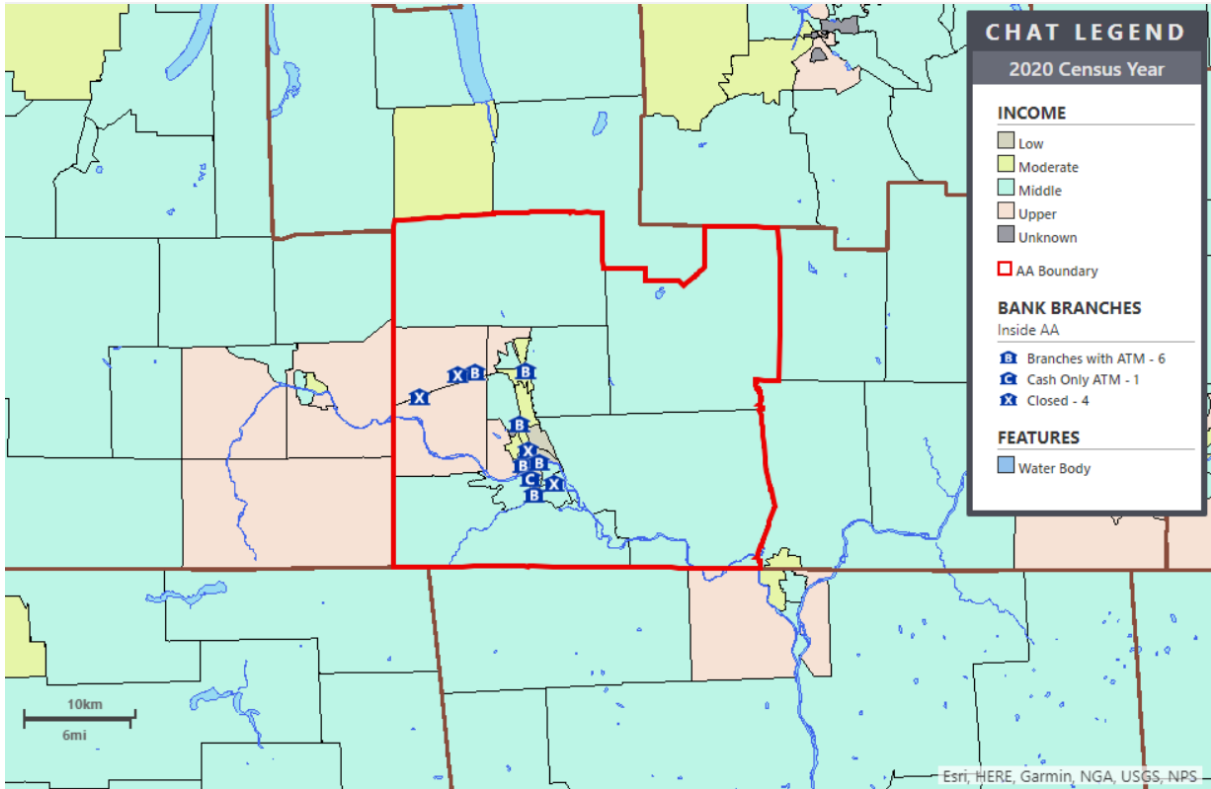 CHAT LEGEND
2020 Census Year
INCOME
Low
Moderate
Middle
Upper
Unknown
AA Boundary
BANK BRANCHES
Inside AA
B Branches with ATM - 6
C Cash Only ATM - 1
X Closed - 4
FEATURES
Water Body
X B
B
X
B
X
B B
C X
B
10km
6mi
Esri, HERE, Garmin, NGA, USGS, NPS